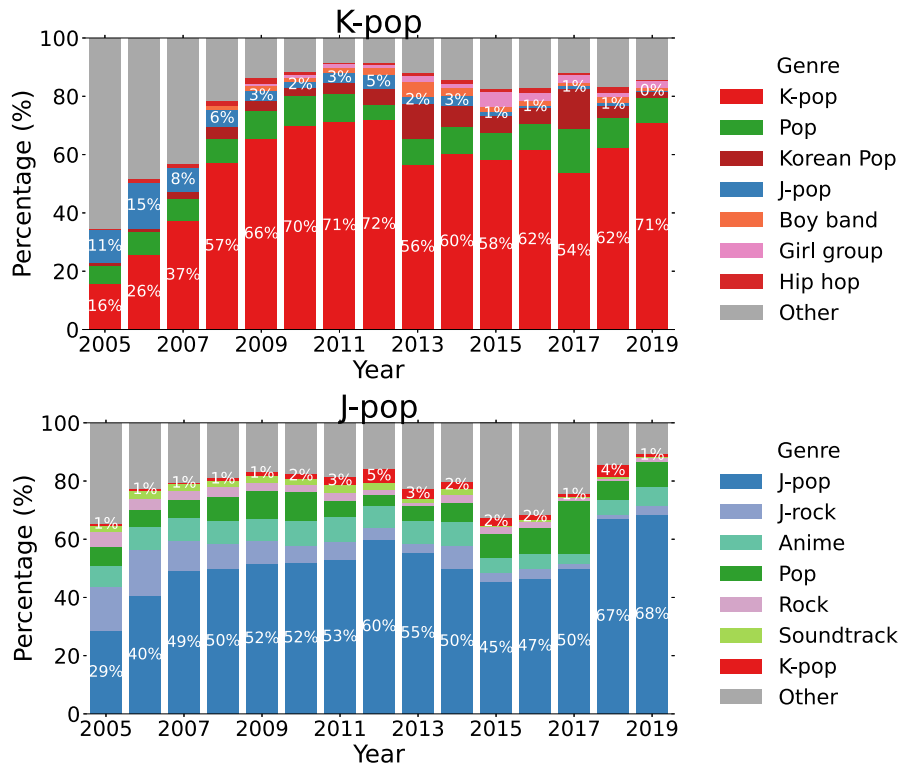 K-pop
100
80
60
40
20
0
Percentage (%)
11% 15% 8% 6% 3% 2% 3% 5% 2% 3% 1% 1% 1% 1% 0%
16% 26% 37% 57% 66% 70% 71% 72% 56% 60% 58% 62% 54% 62% 71%
2005 2007 2009 2011 2013 2015 2017 2019
Year
Genre
K-pop
Pop
Korean Pop
J-pop
Boy band
Girl group
Hip hop
Other
J-pop
100
80
60
40
20
0
Percentage (%)
1% 1% 1% 1% 1% 2% 3% 5% 3% 2% 2% 2% 1% 4% 1%
29% 40% 49% 50% 52% 52% 53% 60% 55% 50% 45% 47% 50% 67% 68%
2005 2007 2009 2011 2013 2015 2017 2019
Year
Genre
J-pop
J-rock
Anime
Pop
Rock
Soundtrack
K-pop
Other